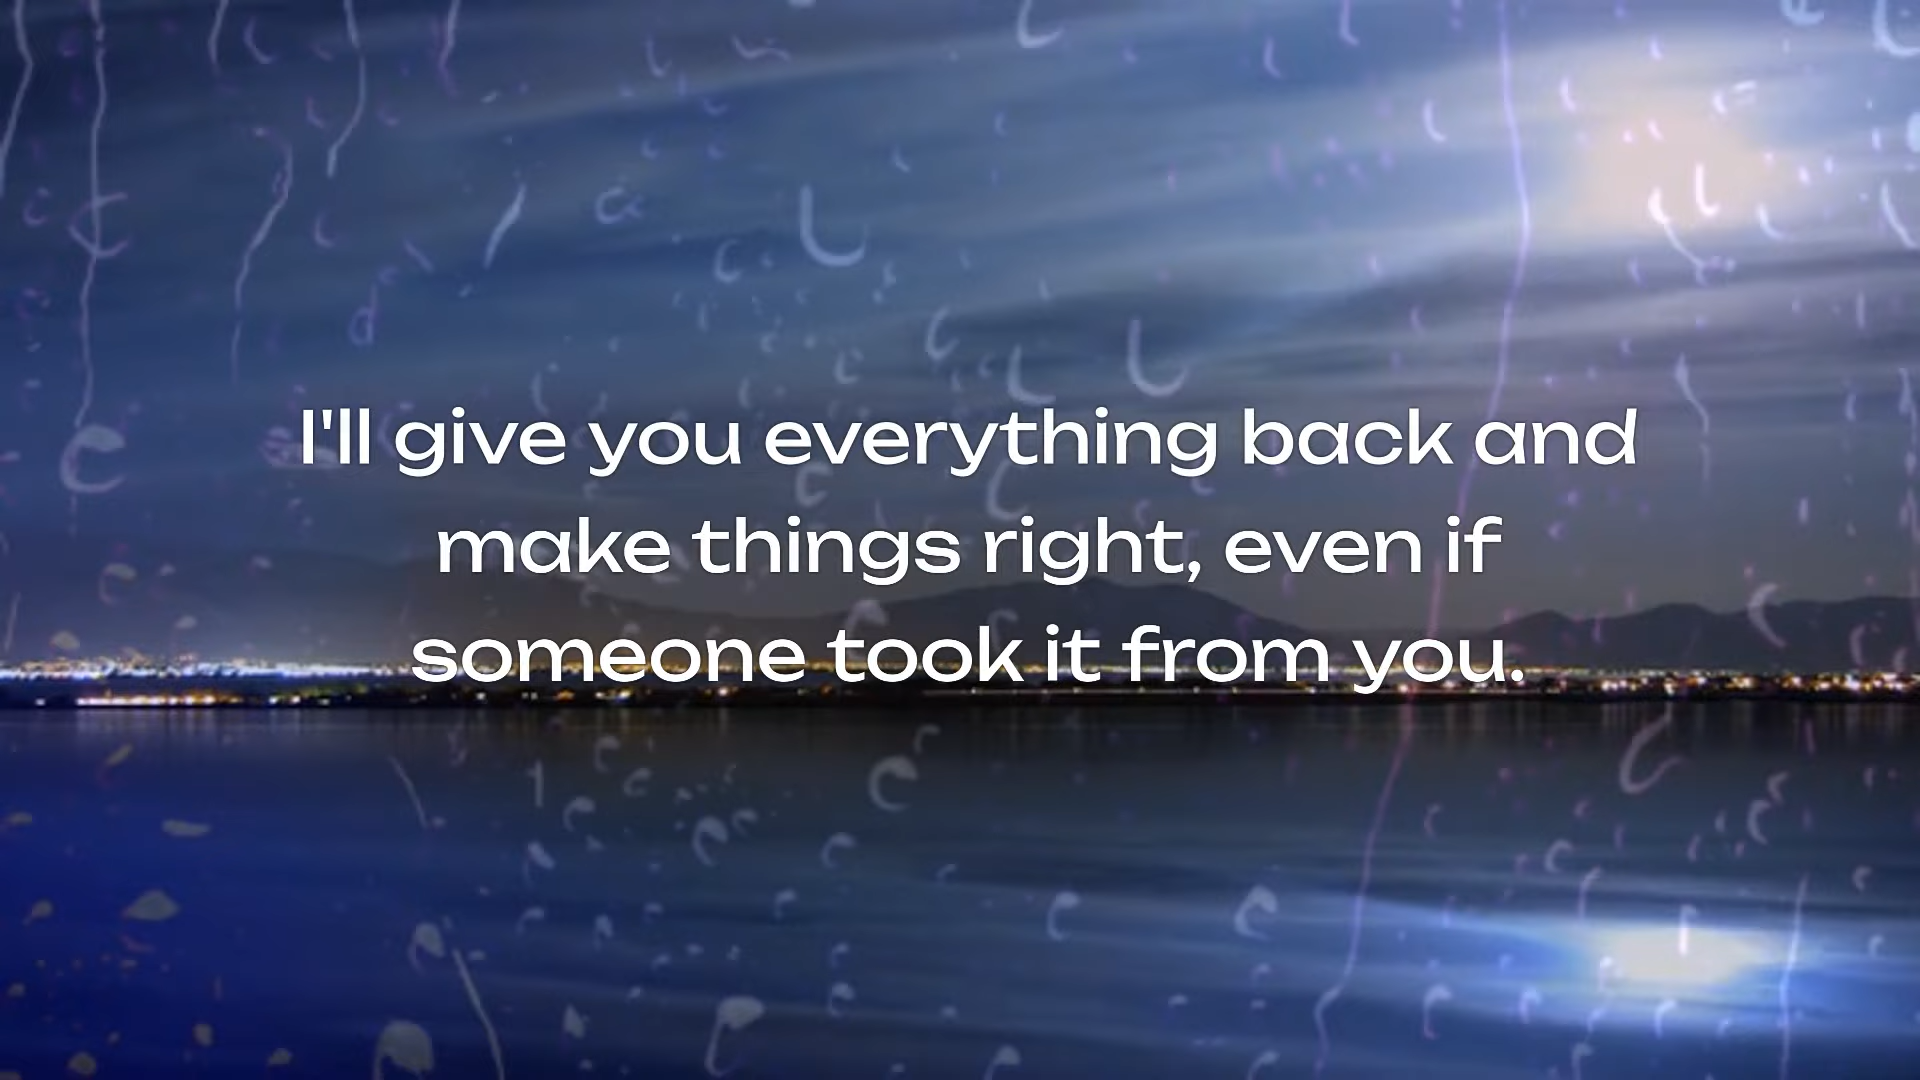 I'll give you everything back and
make things right, even if
someone took it from you.